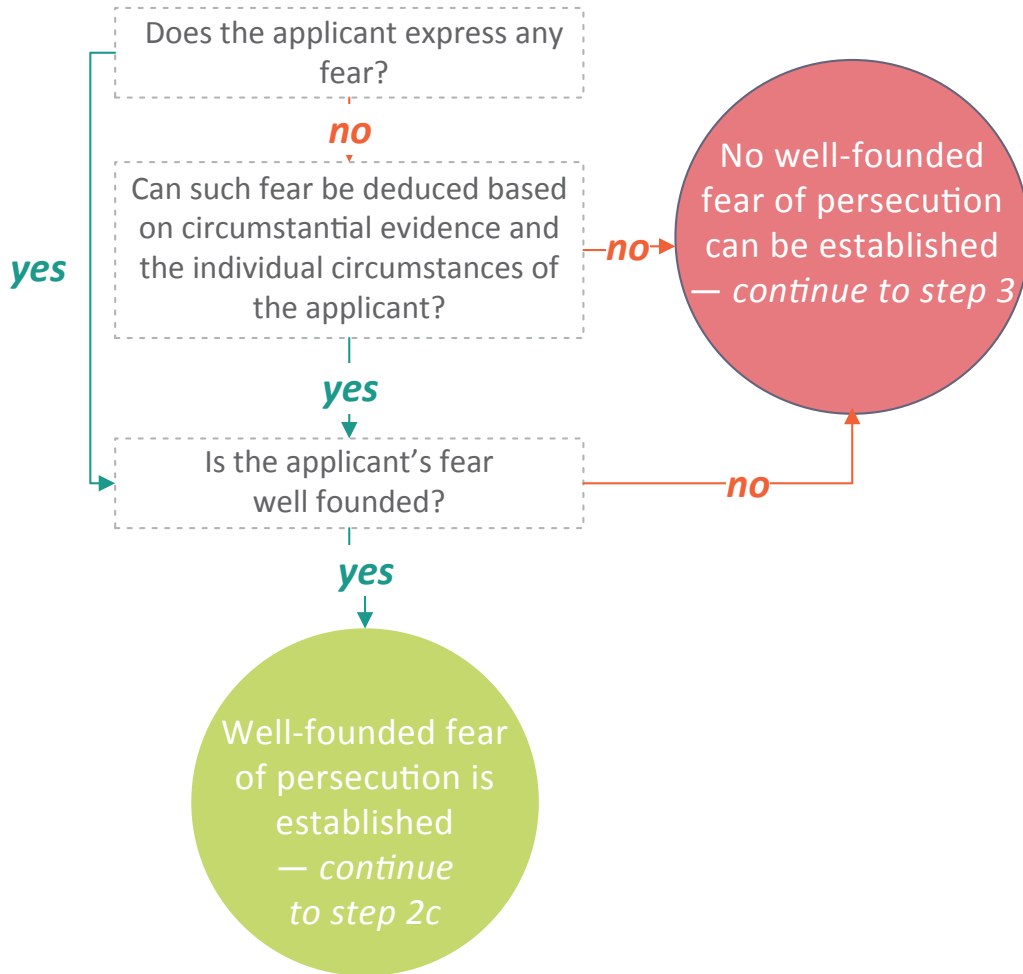 Does the applicant express any
fear?
no
Can such fear be deduced based
on circumstantial evidence and
the individual circumstances of
the applicant?
no
No well-founded
fear of persecution
can be established
— continue to step 3
yes
yes
Is the applicant’s fear
well founded?
no
yes
Well-founded fear
of persecution is
established
— continue
to step 2c